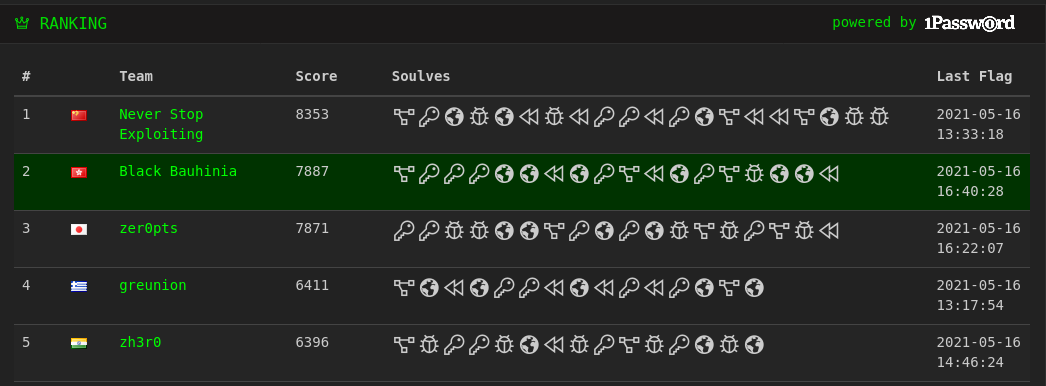 RANKING
powered by 1Password
# Team Score Soulves Last Flag
1 Never Stop 8353 2021-05-16
Exploiting 13:33:18
2 Black Bauhinia 7887 2021-05-16
16:40:28
3 zer0pts 7871 2021-05-16
16:22:07
4 greunion 6411 2021-05-16
13:17:54
5 zh3r0 6396 2021-05-16
14:46:24